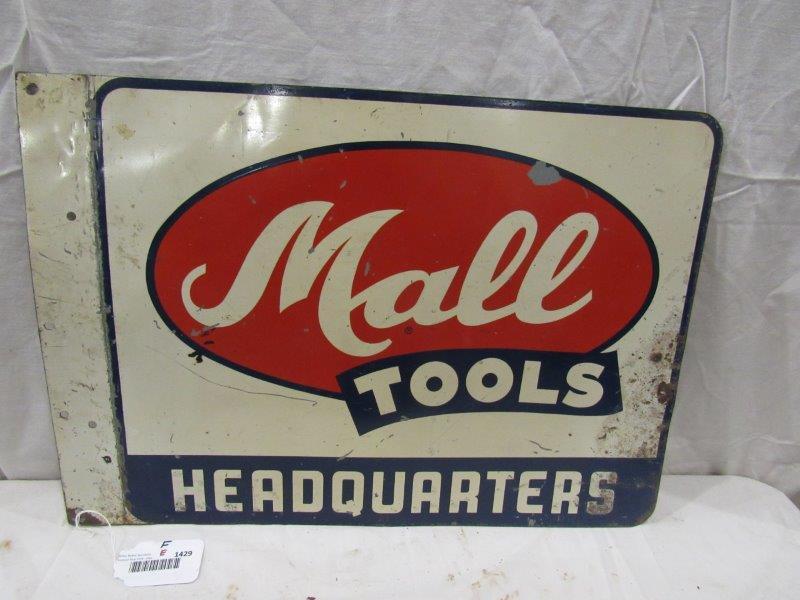 Mall
®
TOOLS
HEADQUARTERS
F
E 1429